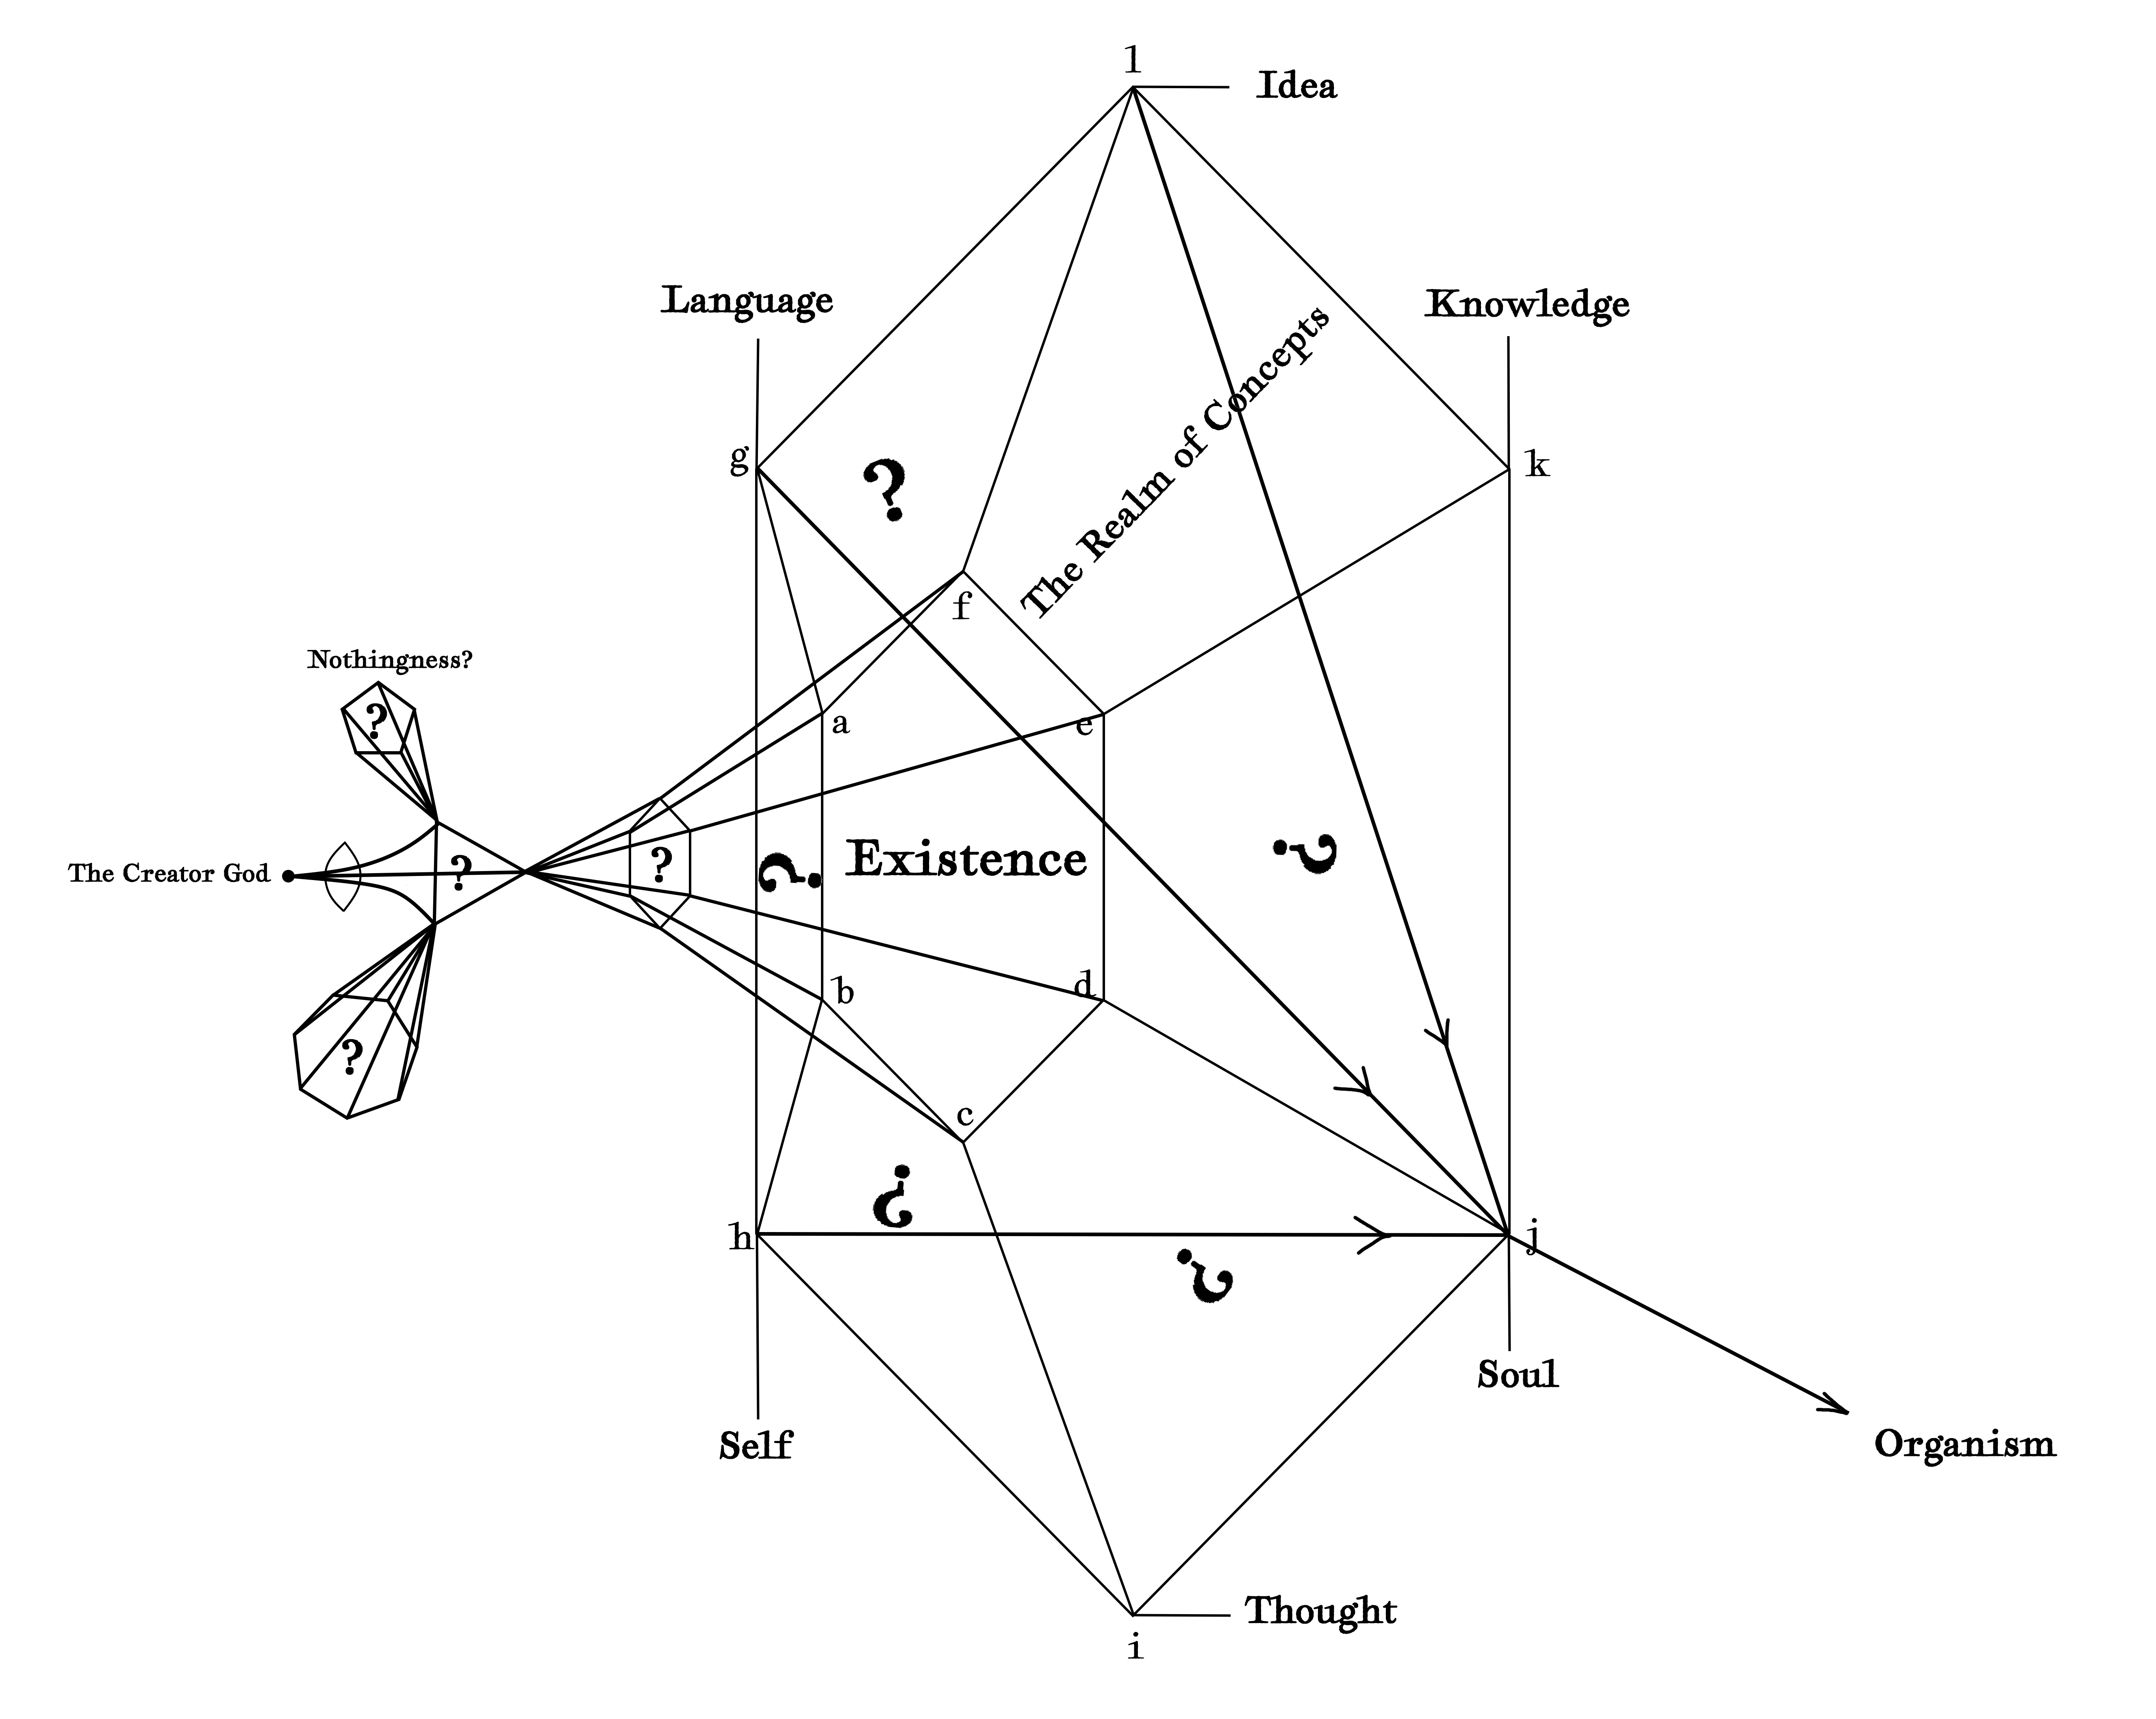 l
Idea
Language
Knowledge
g
?
k
The Realm of Concepts
f
Nothingness?
?
a
e
The Creator God
?
?
?
Existence
?
b
d
?
c
?
h
?
j
Soul
Self
Organism
Thought
i